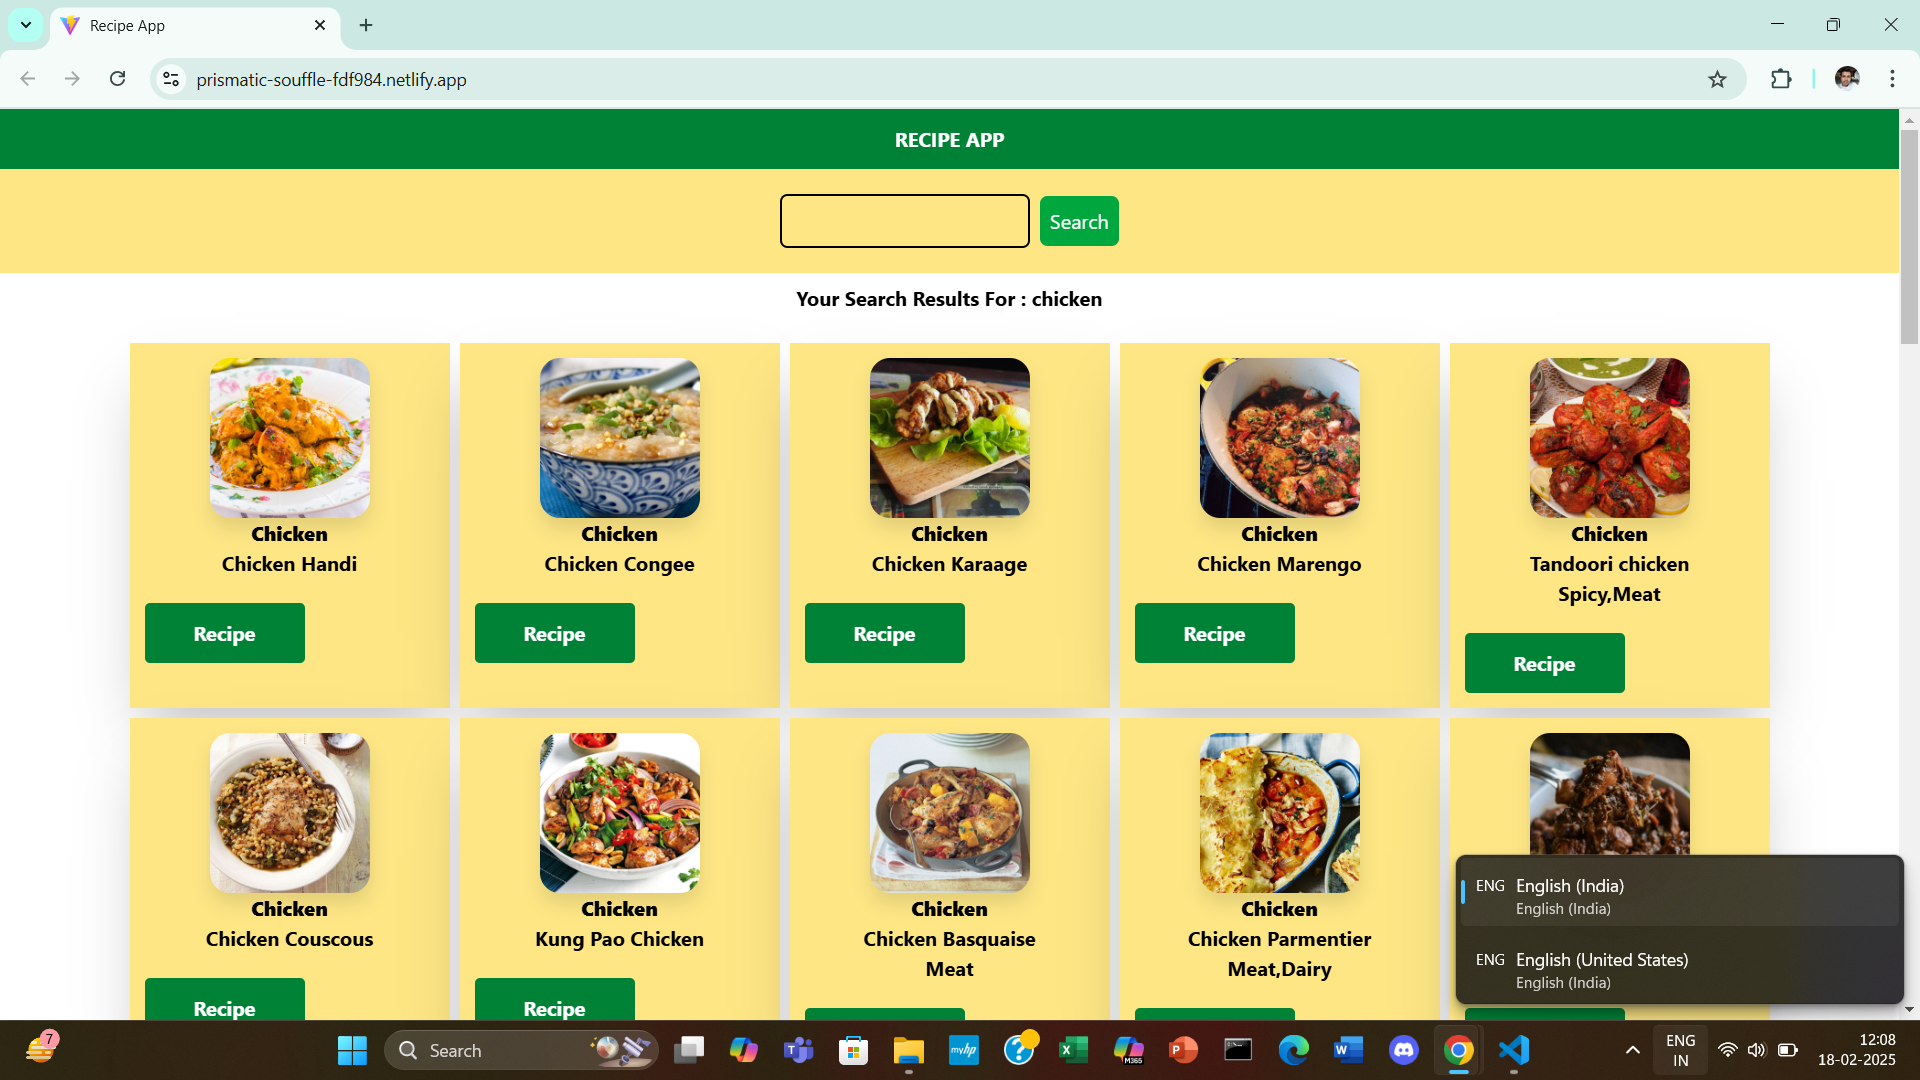 Recipe App
prismatic-souffle-fdf984.netlify.app
RECIPE APP
Search
Your Search Results For : chicken
Chicken
Chicken Handi
Recipe
Chicken
Chicken Congee
Recipe
Chicken
Chicken Karaage
Recipe
Chicken
Chicken Marengo
Recipe
Chicken
Tandoori chicken
Spicy,Meat
Recipe
Chicken
Chicken Couscous
Recipe
Chicken
Kung Pao Chicken
Recipe
Chicken
Chicken Basquaise
Meat
Chicken
Chicken Parmentier
Meat,Dairy
ENG English (India)
English (India)
ENG English (United States)
English (India)
7
Search
myhp
M365
ENG
IN
12:08
18-02-2025